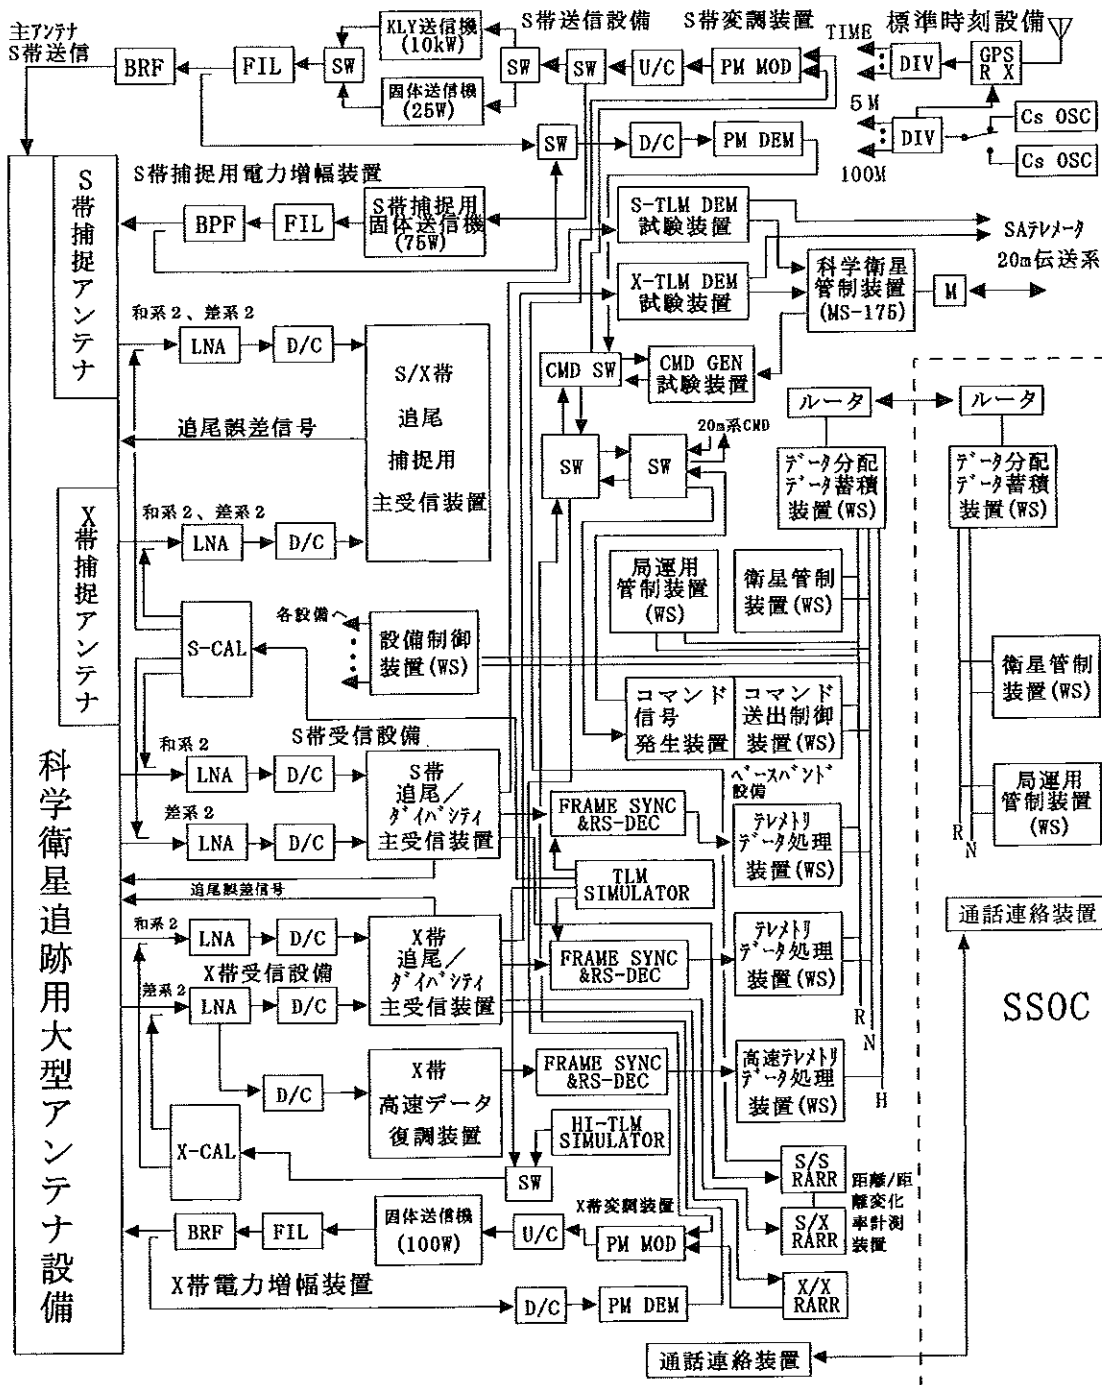 主アンテナ
S帯送信
BRF
FIL
SW
KLY送信機
(10kW)
固体送信機
(25W)
SW
S帯送信設備
SW
U/C
S帯変調装置
PM MOD
標準時刻設備
TIME
DIV
GPS
R X
5M
DIV
100M
Cs OSC
Cs OSC
SW
D/C
PM DEM
S帯捕捉アンテナ
S帯捕捉用電力増幅装置
BPF
FIL
S帯捕捉用
固体送信機
(75W)
S-TLM DEM
試験装置
X-TLM DEM
試験装置
SAテレメータ
20m伝送系
科学衛星
管制装置
(MS-175)
M
和系2、差系2
LNA
D/C
S/X帯
追尾
捕捉用
主受信装置
追尾誤差信号
CMD SW
CMD GEN
試験装置
ルータ
ルータ
20m系CMD
SW
SW
データ分配
データ蓄積
装置(WS)
データ分配
データ蓄積
装置(WS)
X帯捕捉アンテナ
和系2、差系2
LNA
D/C
局運用
管制装置
(WS)
衛星管制
装置(WS)
S-CAL
各設備へ
設備制御
装置(WS)
衛星管制
装置(WS)
コマンド
信号
発生装置
コマンド
送出制御
装置(WS)
ベースバンド
設備
科学衛星追跡用大型アンテナ設備
S帯受信設備
和系2
LNA
D/C
S帯
追尾/
ダイバシティ
主受信装置
差系2
LNA
D/C
FRAME SYNC
&RS-DEC
テレメトリ
データ処理
装置(WS)
局運用
管制装置
(WS)
R
N
TLM
SIMULATOR
追尾誤差信号
和系2
LNA
D/C
X帯
追尾/
ダイバシティ
主受信装置
X帯受信設備
差系2
LNA
D/C
FRAME SYNC
&RS-DEC
テレメトリ
データ処理
装置(WS)
通話連絡装置
SSOC
R
N
H
D/C
X帯
高速データ
復調装置
FRAME SYNC
&RS-DEC
高速テレメトリ
データ処理
装置(WS)
X-CAL
HI-TLM
SIMULATOR
SW
S/S
RARR
S/X
RARR
X/X
RARR
距離/距
離変化
率計測
装置
BRF
FIL
固体送信機
(100W)
U/C
X帯変調装置
PM MOD
X帯電力増幅装置
D/C
PM DEM
通話連絡装置